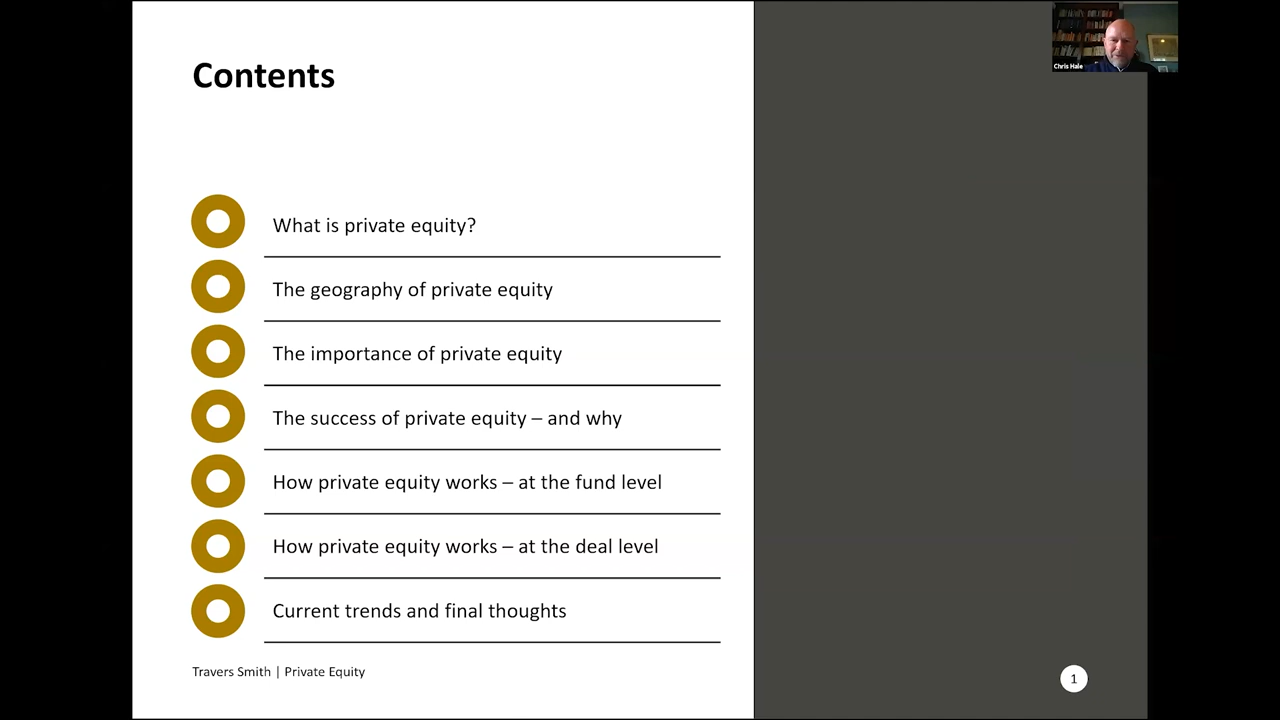 Contents
Chris Hale
What is private equity?
The geography of private equity
The importance of private equity
The success of private equity – and why
How private equity works – at the fund level
How private equity works – at the deal level
Current trends and final thoughts
Travers Smith | Private Equity
1